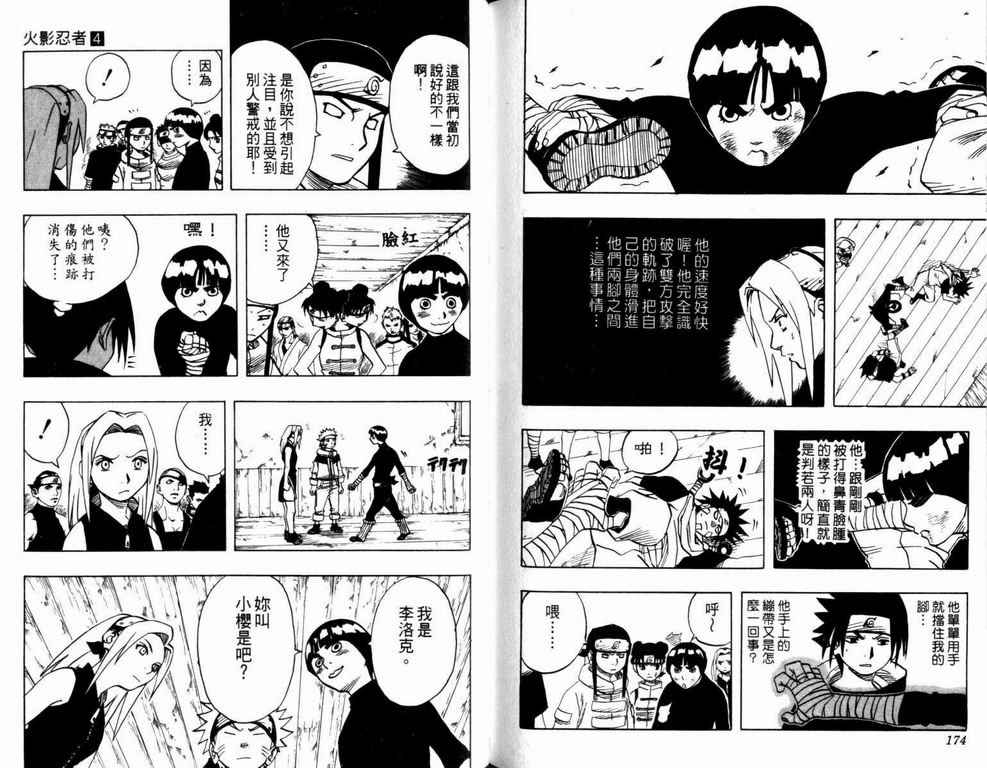 他的速度好快
喔！他完全識
破了雙方攻擊
的軌跡，把自
己的身體滑進
他們兩腳之間
…這種事情…
他…跟剛剛
被打得鼻青臉腫
的樣子，簡直就
是判若兩人呀！
抖！
啪！
他單單用手
就擋住我的
腳…
他手上的
繃帶又是怎
麼一回事？
呼～
喂…
174
火影忍者 4
這跟我們當初
說好的不一樣
啊！
是你說不想引起
注目，並且受到
別人警戒的耶！
因為
……
！
臉紅
他又來了
嘿！
咦？
他們被打
傷的痕跡
消失了…
テクテク
我……
！
我是
李洛克。
妳叫
小櫻是吧？